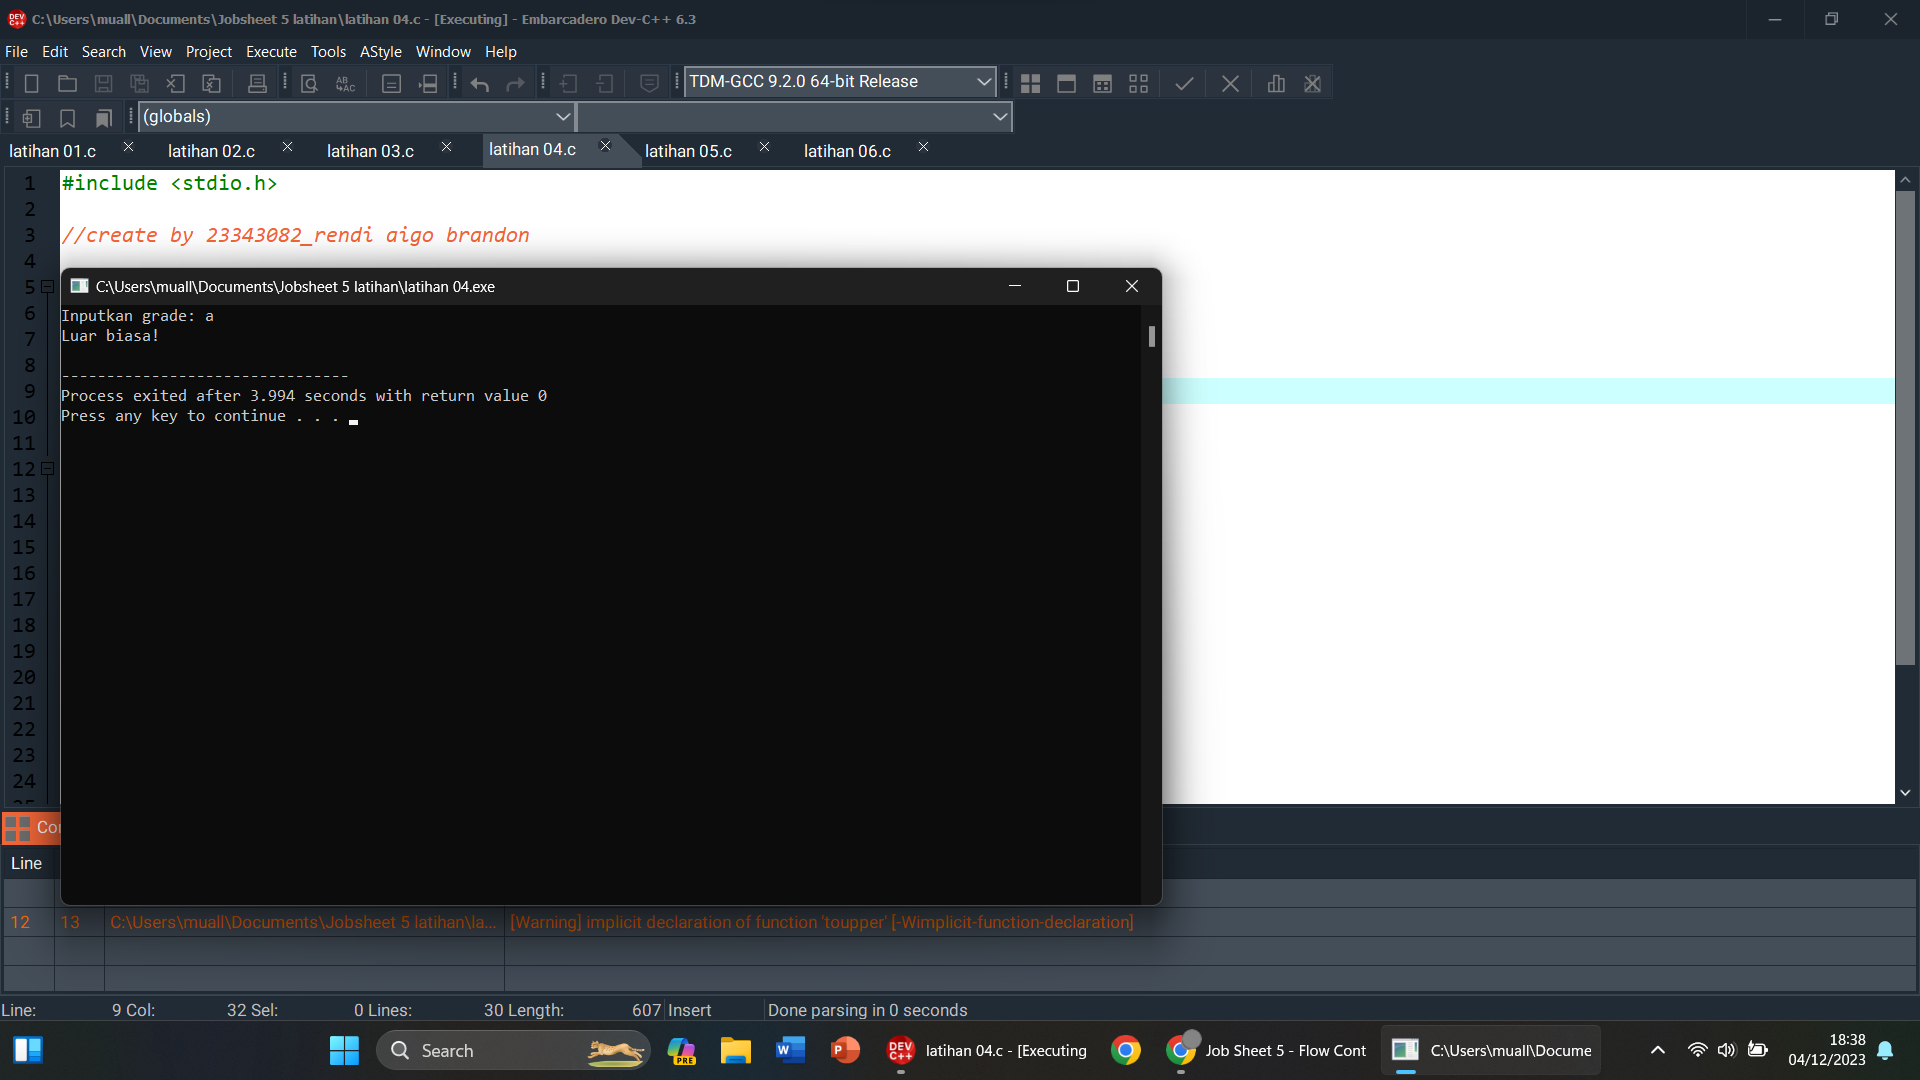 C:\Users\muall\Documents\Jobsheet 5 latihan\latihan 04.c - [Executing] - Embarcadero Dev-C++ 6.3
File Edit Search View Project Execute Tools AStyle Window Help
TDM-GCC 9.2.0 64-bit Release
(globals)
latihan 01.c latihan 02.c latihan 03.c latihan 04.c latihan 05.c latihan 06.c
1 #include <stdio.h>
2
3 //create by 23343082_rendi aigo brandon
4
5
6
7
8
9
10
11
12
13
14
15
16
17
18
19
20
21
22
23
24
C:\Users\muall\Documents\Jobsheet 5 latihan\latihan 04.exe
Inputkan grade: a
Luar biasa!
--------------------------------
Process exited after 3.994 seconds with return value 0
Press any key to continue . . .
Line
12 13 C:\Users\muall\Documents\Jobsheet 5 latihan\la... [Warning] implicit declaration of function 'toupper' [-Wimplicit-function-declaration]
Line: 9 Col: 32 Sel: 0 Lines: 30 Length: 607 Insert Done parsing in 0 seconds
Search
PRE
DEV C++
latihan 04.c - [Executing
Job Sheet 5 - Flow Cont
C:\Users\muall\Docume
18:38
04/12/2023